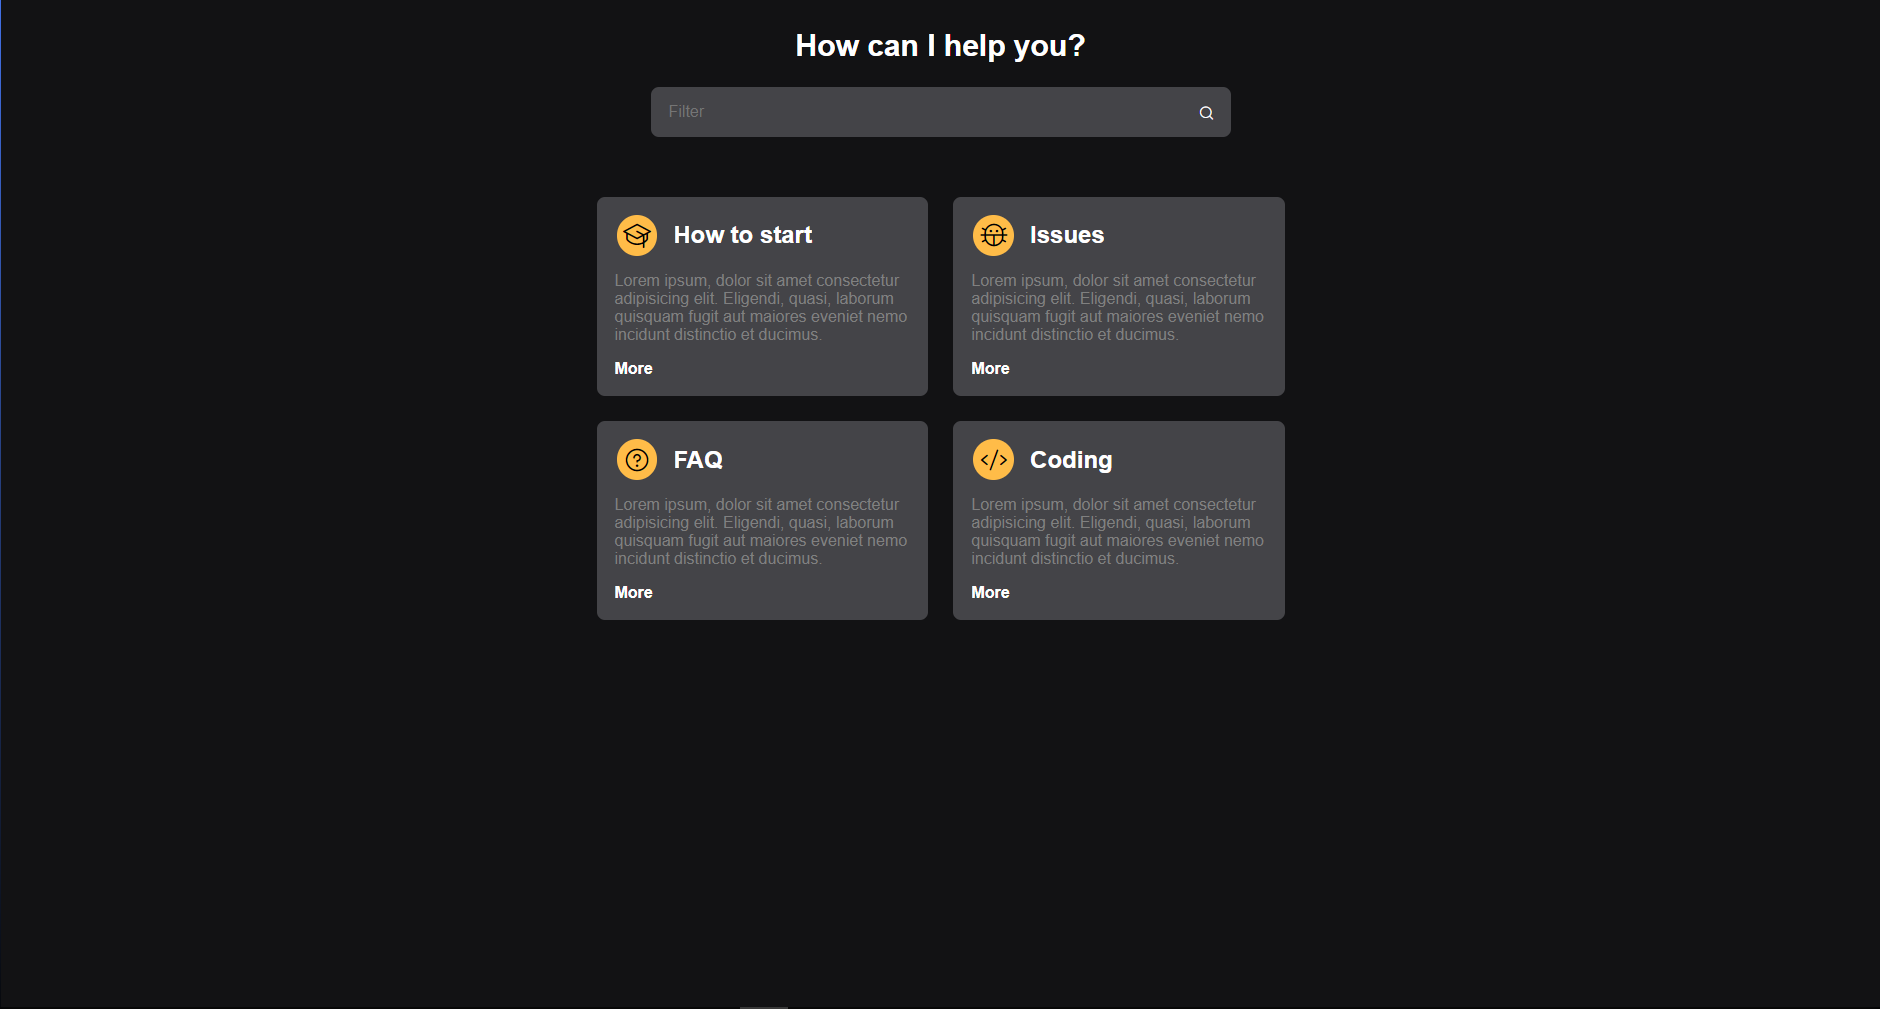 How can I help you?
Filter
How to start
Lorem ipsum, dolor sit amet consectetur
adipisicing elit. Eligendi, quasi, laborum
quisquam fugit aut maiores eveniet nemo
incidunt distinctio et ducimus.
More
Issues
Lorem ipsum, dolor sit amet consectetur
adipisicing elit. Eligendi, quasi, laborum
quisquam fugit aut maiores eveniet nemo
incidunt distinctio et ducimus.
More
FAQ
Lorem ipsum, dolor sit amet consectetur
adipisicing elit. Eligendi, quasi, laborum
quisquam fugit aut maiores eveniet nemo
incidunt distinctio et ducimus.
More
Coding
Lorem ipsum, dolor sit amet consectetur
adipisicing elit. Eligendi, quasi, laborum
quisquam fugit aut maiores eveniet nemo
incidunt distinctio et ducimus.
More